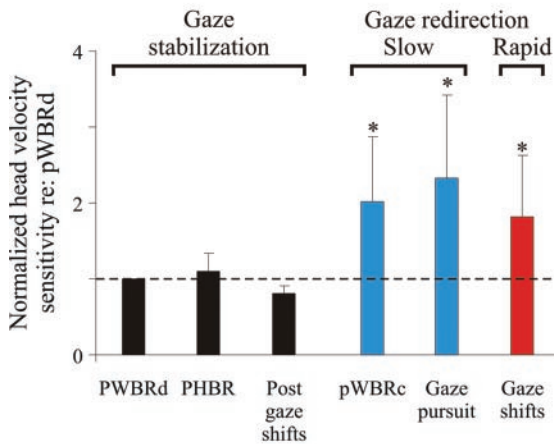 Gaze
stabilization
Gaze redirection
Slow
Rapid
Normalized head velocity
sensitivity re: pWBRd
4
2
0
*
*
*
PWBRd
PHBR
Post
gaze
shifts
pWBRc
Gaze
pursuit
Gaze
shifts